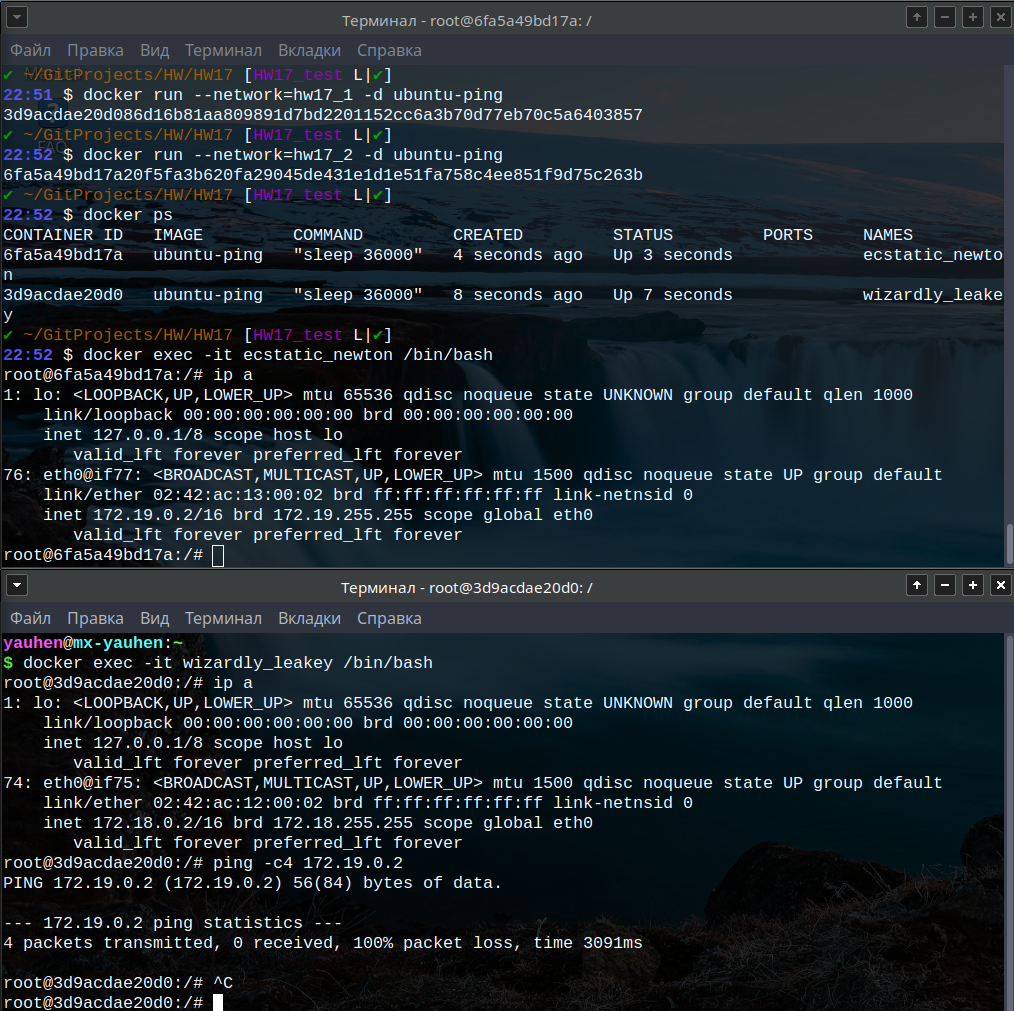 Терминал - root@6fa5a49bd17a: /
Файл Правка Вид Терминал Вкладки Справка
✔ ~/GitProjects/HW/HW17 [HW17_test L|✔]
22:51 $ docker run --network=hw17_1 -d ubuntu-ping
3d9acdae20d086d16b81aa809891d7bd2201152cc6a3b70d77eb70c5a6403857
✔ ~/GitProjects/HW/HW17 [HW17_test L|✔]
FAQ
22:52 $ docker run --network=hw17_2 -d ubuntu-ping
6fa5a49bd17a20f5fa3b620fa29045de431e1d1e51fa758c4ee851f9d75c263b
✔ ~/GitProjects/HW/HW17 [HW17_test L|✔]
22:52 $ docker ps
CONTAINER ID   IMAGE         COMMAND         CREATED         STATUS         PORTS     NAMES
6fa5a49bd17a   ubuntu-ping   "sleep 36000"   4 seconds ago   Up 3 seconds             ecstatic_newto
n
3d9acdae20d0   ubuntu-ping   "sleep 36000"   8 seconds ago   Up 7 seconds             wizardly_leake
y
✔ ~/GitProjects/HW/HW17 [HW17_test L|✔]
22:52 $ docker exec -it ecstatic_newton /bin/bash
root@6fa5a49bd17a:/# ip a
1: lo: <LOOPBACK,UP,LOWER_UP> mtu 65536 qdisc noqueue state UNKNOWN group default qlen 1000
    link/loopback 00:00:00:00:00:00 brd 00:00:00:00:00:00
    inet 127.0.0.1/8 scope host lo
       valid_lft forever preferred_lft forever
76: eth0@if77: <BROADCAST,MULTICAST,UP,LOWER_UP> mtu 1500 qdisc noqueue state UP group default
    link/ether 02:42:ac:13:00:02 brd ff:ff:ff:ff:ff:ff link-netnsid 0
    inet 172.19.0.2/16 brd 172.19.255.255 scope global eth0
       valid_lft forever preferred_lft forever
root@6fa5a49bd17a:/#
Терминал - root@3d9acdae20d0: /
Файл Правка Вид Терминал Вкладки Справка
yauhen@mx-yauhen:~
$ docker exec -it wizardly_leakey /bin/bash
root@3d9acdae20d0:/# ip a
1: lo: <LOOPBACK,UP,LOWER_UP> mtu 65536 qdisc noqueue state UNKNOWN group default qlen 1000
    link/loopback 00:00:00:00:00:00 brd 00:00:00:00:00:00
    inet 127.0.0.1/8 scope host lo
       valid_lft forever preferred_lft forever
74: eth0@if75: <BROADCAST,MULTICAST,UP,LOWER_UP> mtu 1500 qdisc noqueue state UP group default
    link/ether 02:42:ac:12:00:02 brd ff:ff:ff:ff:ff:ff link-netnsid 0
    inet 172.18.0.2/16 brd 172.18.255.255 scope global eth0
       valid_lft forever preferred_lft forever
root@3d9acdae20d0:/# ping -c4 172.19.0.2
PING 172.19.0.2 (172.19.0.2) 56(84) bytes of data.
--- 172.19.0.2 ping statistics ---
4 packets transmitted, 0 received, 100% packet loss, time 3091ms
root@3d9acdae20d0:/# ^C
root@3d9acdae20d0:/#